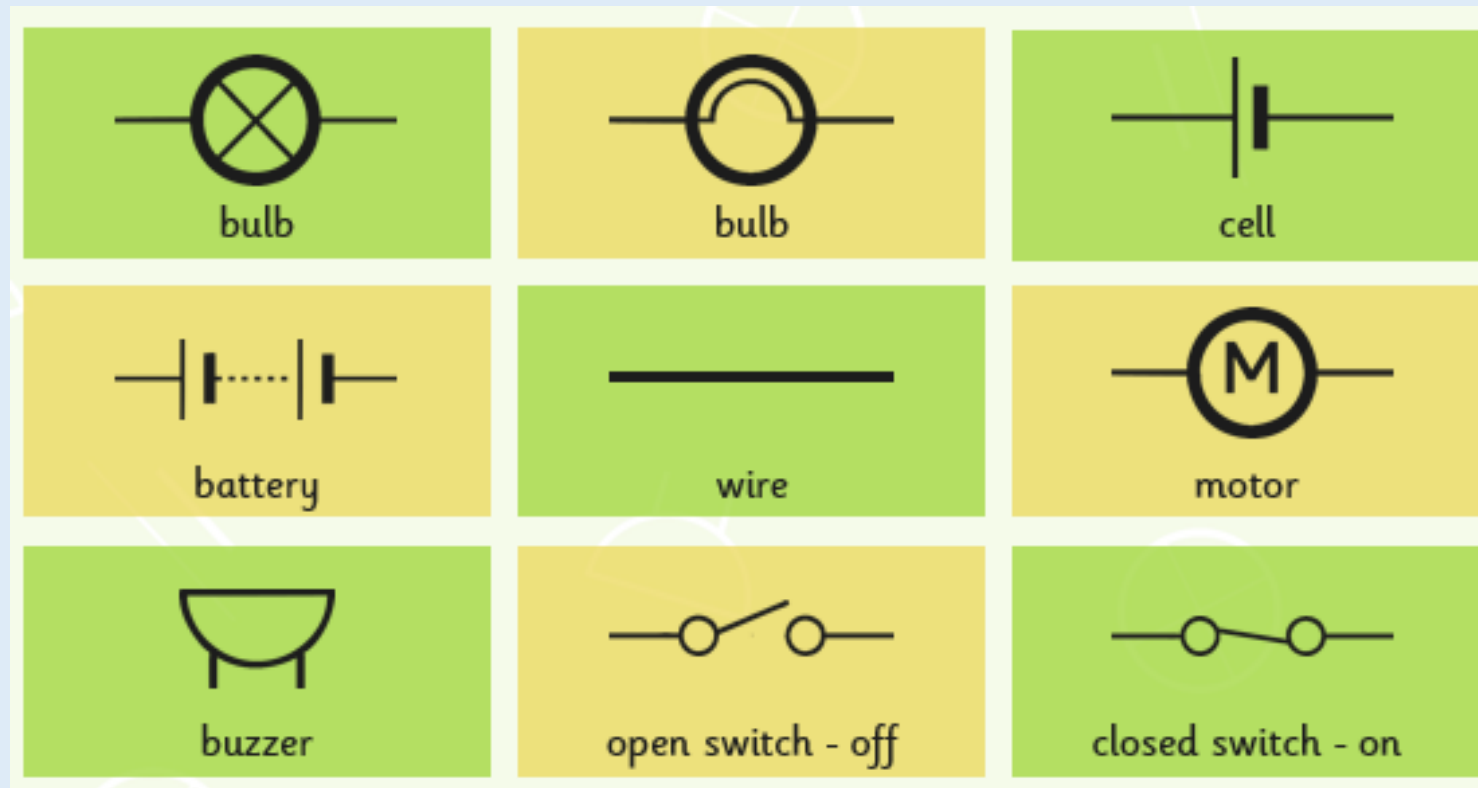 bulb
bulb
cell
battery
wire
M
motor
buzzer
open switch - off
closed switch - on